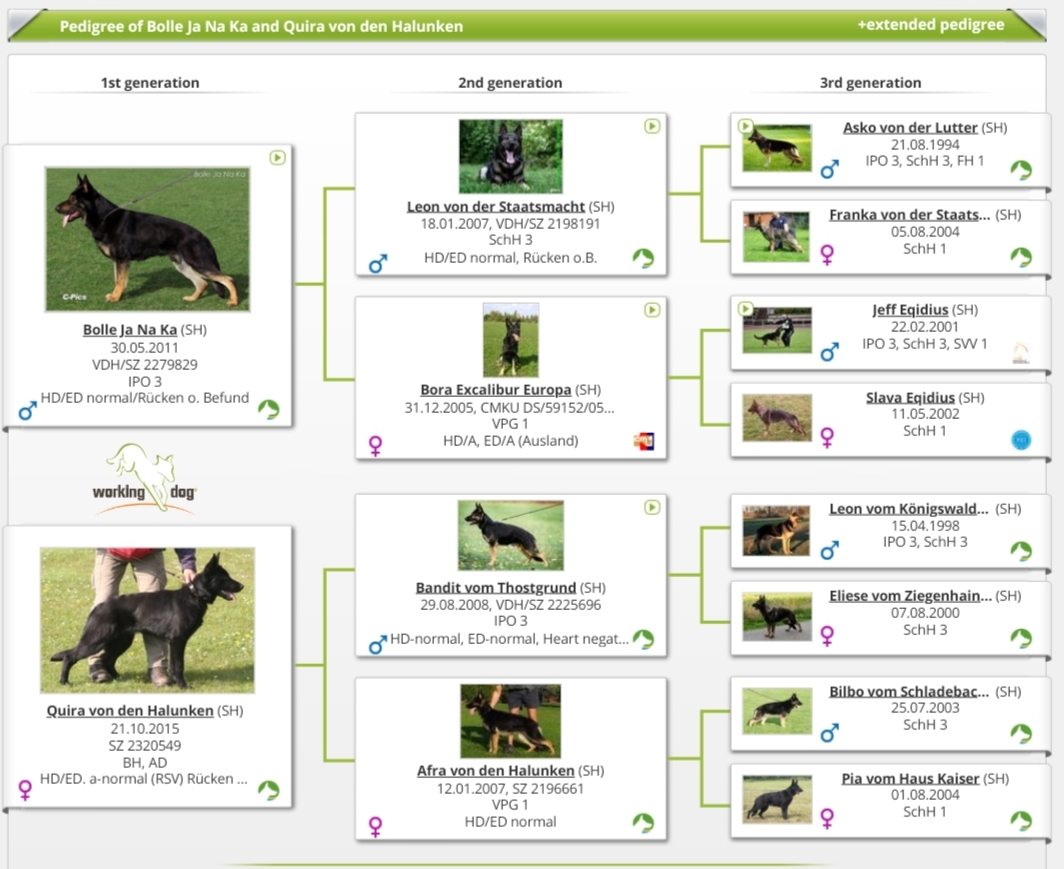 Pedigree of Bolle Ja Na Ka and Quira von den Halunken
+extended pedigree
1st generation
2nd generation
3rd generation
Bolle Ja Na Ka
C-Pics
Bolle Ja Na Ka (SH)
30.05.2011
VDH/SZ 2279829
IPO 3
HD/ED normal/Rücken o. Befund
working dog
Quira von den Halunken (SH)
21.10.2015
SZ 2320549
BH, AD
HD/ED. a-normal (RSV) Rücken ...
Leon von der Staatsmacht (SH)
18.01.2007, VDH/SZ 2198191
SchH 3
HD/ED normal, Rücken o.B.
Bora Excalibur Europa (SH)
31.12.2005, CMKU DS/59152/05...
VPG 1
HD/A, ED/A (Ausland)
Bandit vom Thostgrund (SH)
29.08.2008, VDH/SZ 2225696
IPO 3
HD-normal, ED-normal, Heart negat...
Afra von den Halunken (SH)
12.01.2007, SZ 2196661
VPG 1
HD/ED normal
Asko von der Lutter (SH)
21.08.1994
IPO 3, SchH 3, FH 1
Franka von der Staats... (SH)
05.08.2004
SchH 1
Jeff Eqidius (SH)
22.02.2001
IPO 3, SchH 3, SVV 1
Slava Eqidius (SH)
11.05.2002
SchH 1
Leon vom Königswald... (SH)
15.04.1998
IPO 3, SchH 3
Eliese vom Ziegenhain... (SH)
07.08.2000
SchH 3
Bilbo vom Schladebac... (SH)
25.07.2003
SchH 3
Pia vom Haus Kaiser (SH)
01.08.2004
SchH 1